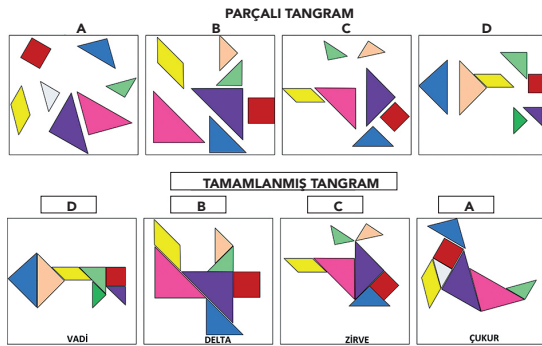 PARÇALI TANGRAM
A B C D
TAMAMLANMIŞ TANGRAM
D B C A
VADİ DELTA ZİRVE ÇUKUR